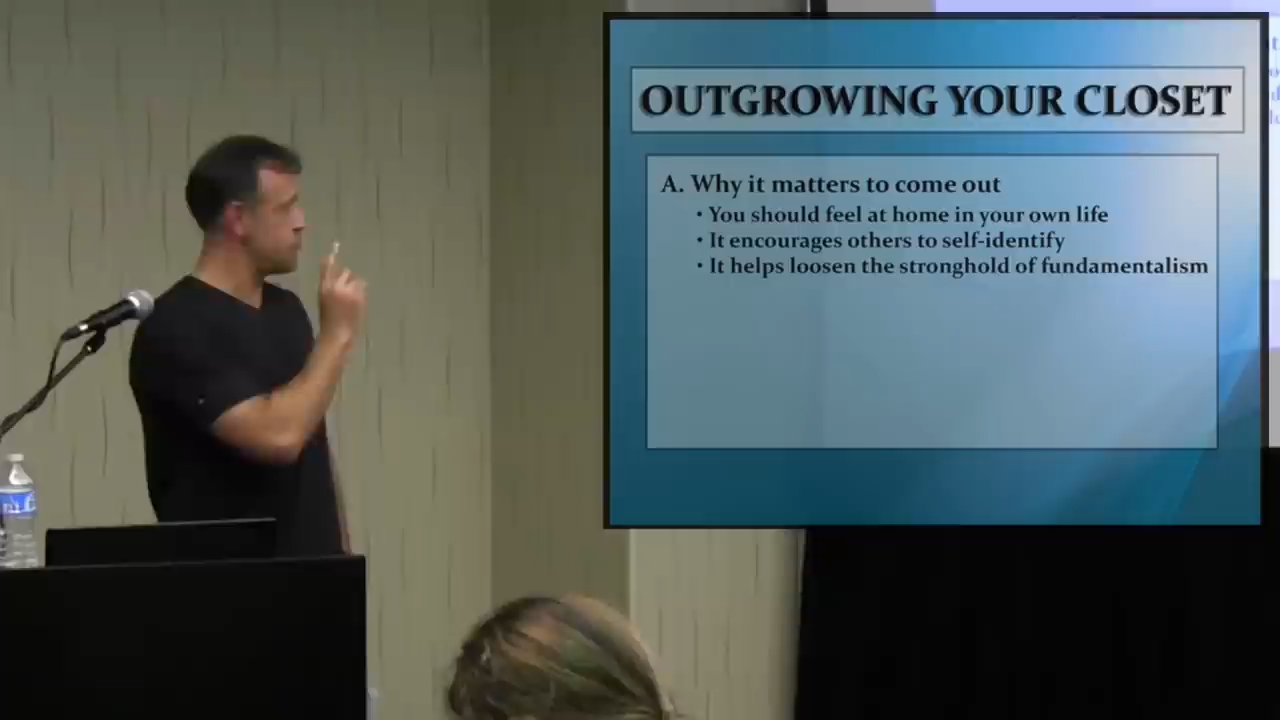 OUTGROWING YOUR CLOSET
A. Why it matters to come out
• You should feel at home in your own life
• It encourages others to self-identify
• It helps loosen the stronghold of fundamentalism